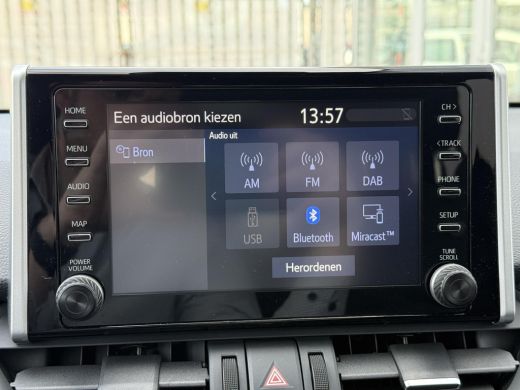 HOME
MENU
AUDIO
MAP
POWER
VOLUME
Een audiobron kiezen
13:57
Audio uit
Bron
AM
FM
DAB
USB
Bluetooth
Miracast™
Herordenen
CH >
< TRACK
PHONE
SETUP
TUNE
SCROLL